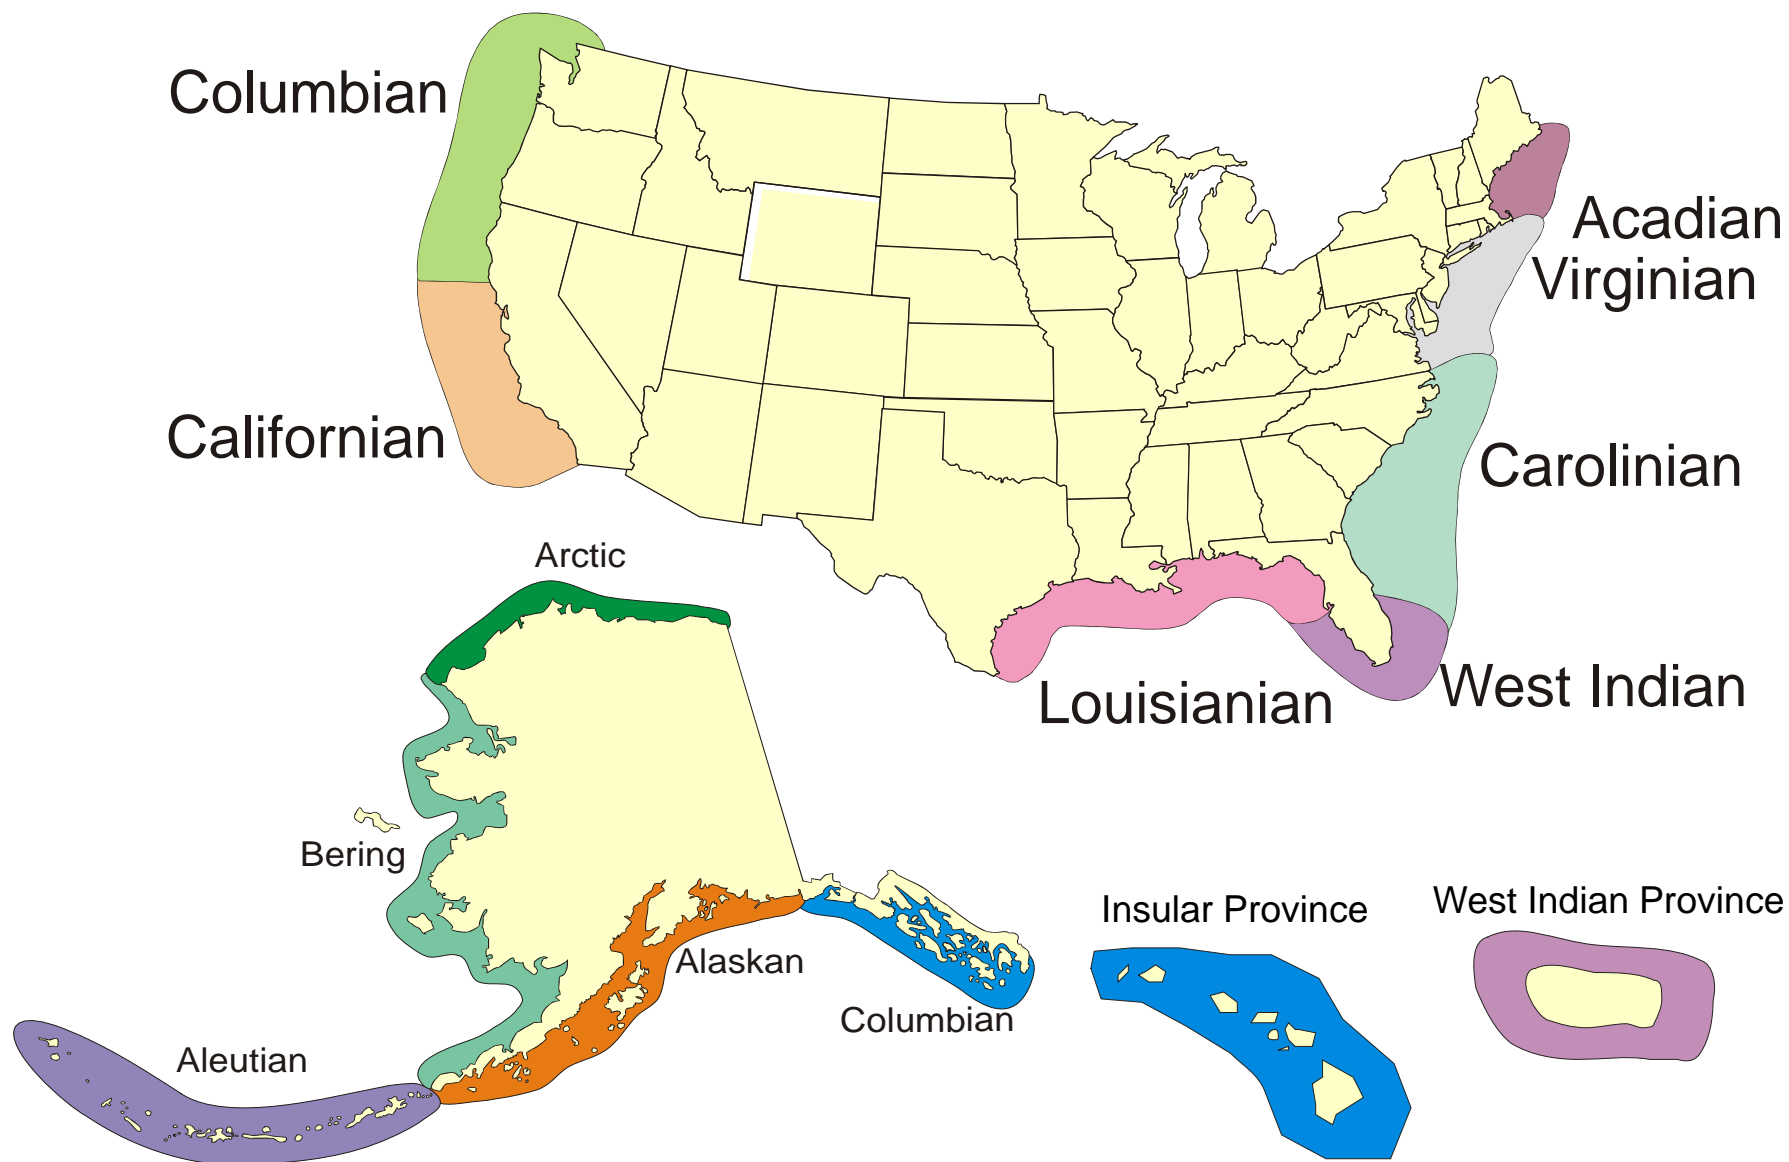 Columbian
Acadian
Virginian
Californian
Carolinian
Arctic
West Indian
Louisianian
Bering
West Indian Province
Insular Province
Alaskan
Columbian
Aleutian